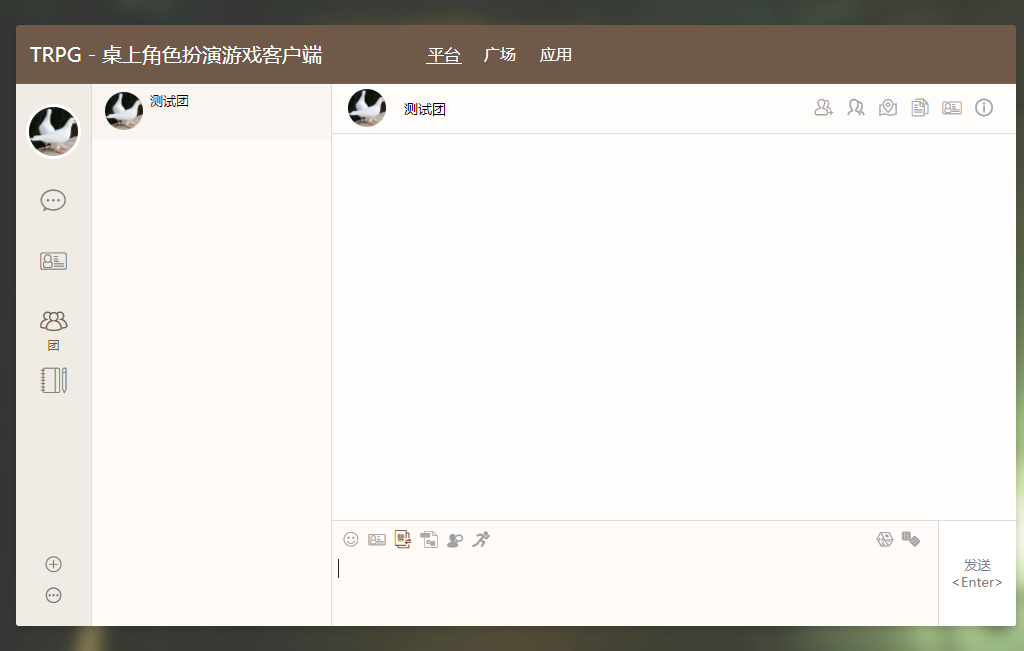 TRPG - 桌上角色扮演游戏客户端
平台 广场 应用
测试团
测试团
团
发送
<Enter>